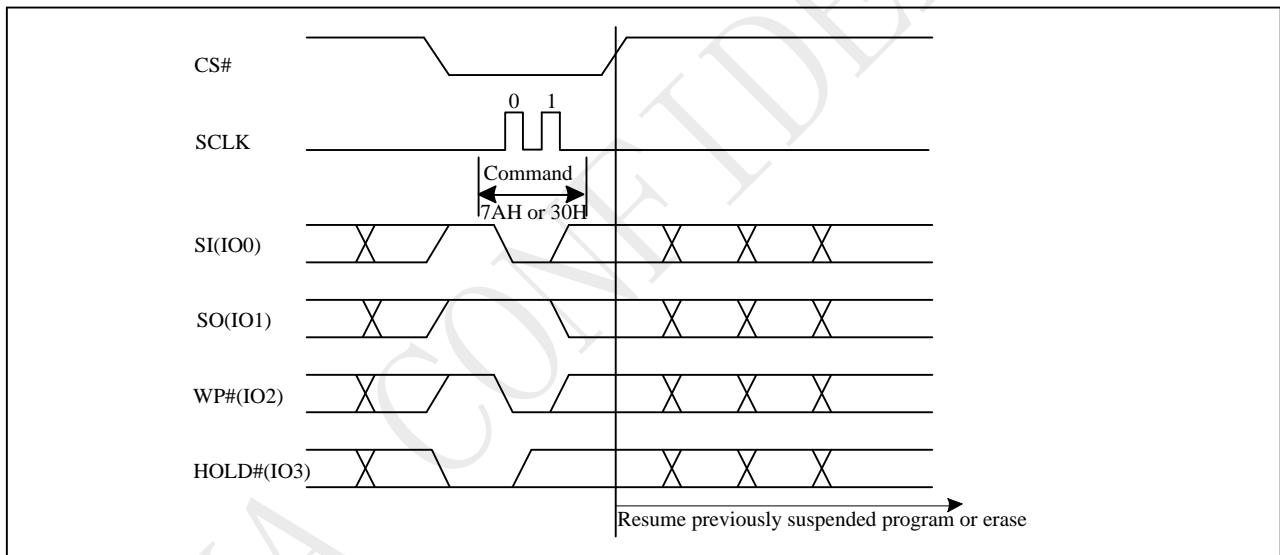 CS#
0 1
SCLK
Command
7AH or 30H
SI(IO0)
SO(IO1)
WP#(IO2)
HOLD#(IO3)
Resume previously suspended program or erase